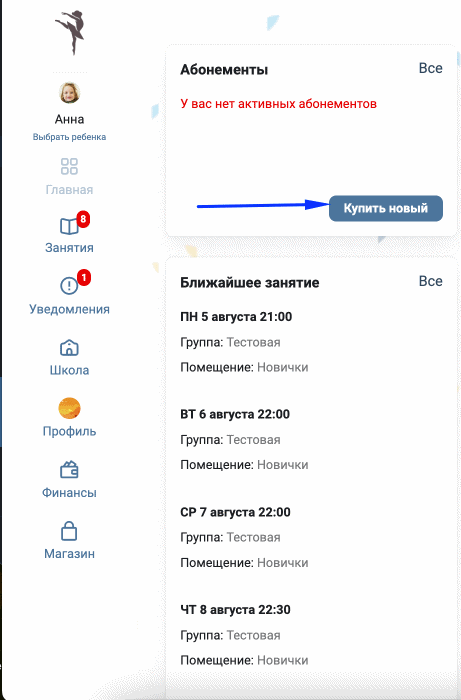 Анна
Выбрать ребенка
Главная
8
Занятия
1
Уведомления
Школа
Профиль
Финансы
Магазин
Абонементы
Все
У вас нет активных абонементов
Купить новый
Ближайшее занятие
Все
ПН 5 августа 21:00
Группа: Тестовая
Помещение: Новички
ВТ 6 августа 22:00
Группа: Тестовая
Помещение: Новички
СР 7 августа 22:00
Группа: Тестовая
Помещение: Новички
ЧТ 8 августа 22:30
Группа: Тестовая
Помещение: Новички